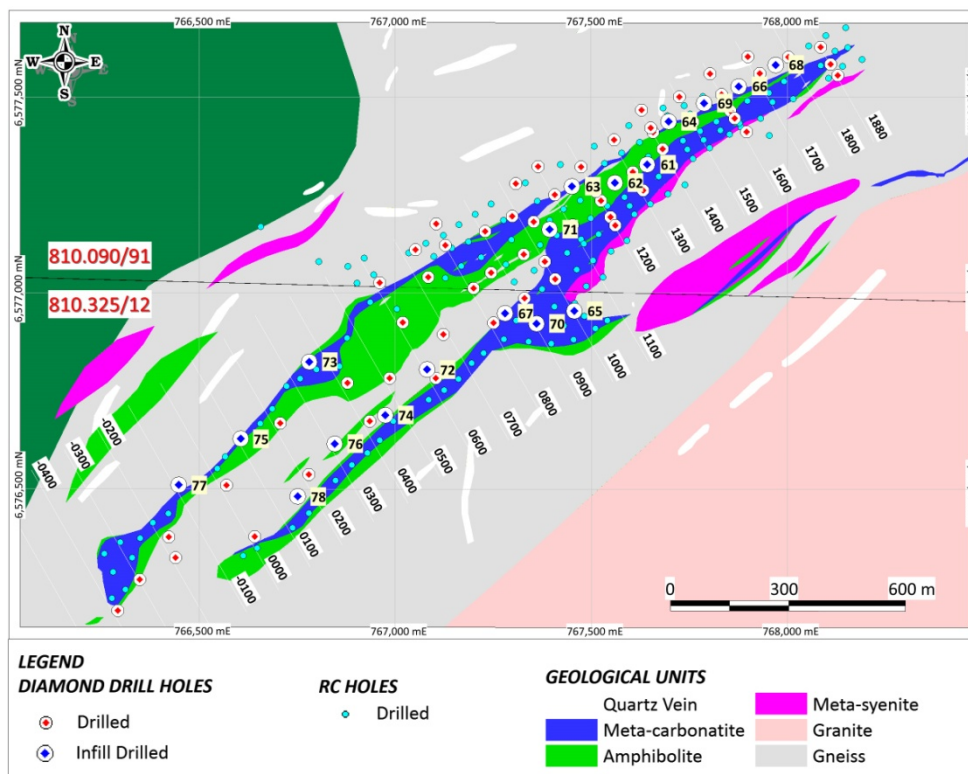 766,500 mE 767,000 mE 767,500 mE 768,000 mE
N
W E
S
6,577,500 mN
68
66
69
64
61
1880
1800
1700
1600
63 62
1500
71
1400
1300
1200
810.090/91
6,577,000 mN
810.325/12
67 65
70
1100
73
1000
72
0900
0800
74
0700
-0200
75
76
0600
-0300
0500
-0400
0400
6,576,500 mN
77
78
0300
0200
0100
0000
-0100
0 300 600 m
766,500 mE 767,000 mE 767,500 mE 768,000 mE
LEGEND
DIAMOND DRILL HOLES
Drilled
Infill Drilled
RC HOLES
Drilled
GEOLOGICAL UNITS
Quartz Vein Meta-syenite
Meta-carbonatite Granite
Amphibolite Gneiss